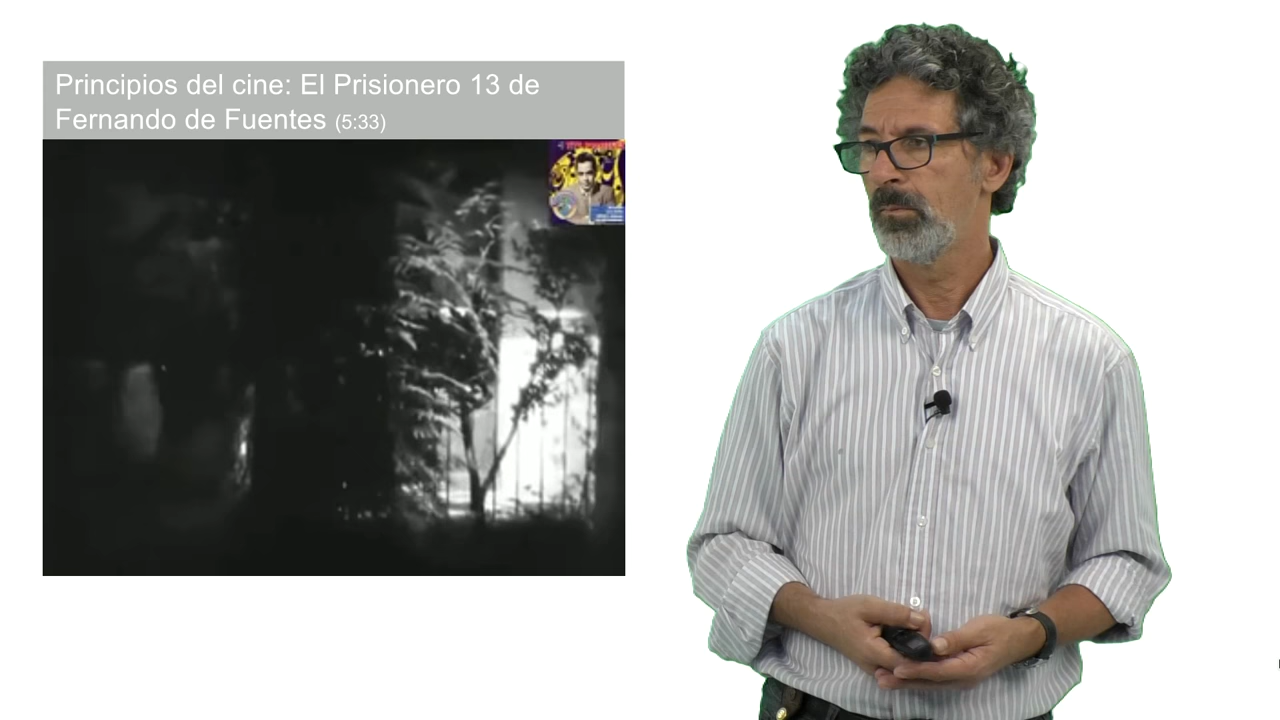 Principios del cine: El Prisionero 13 de
Fernando de Fuentes (5:33)